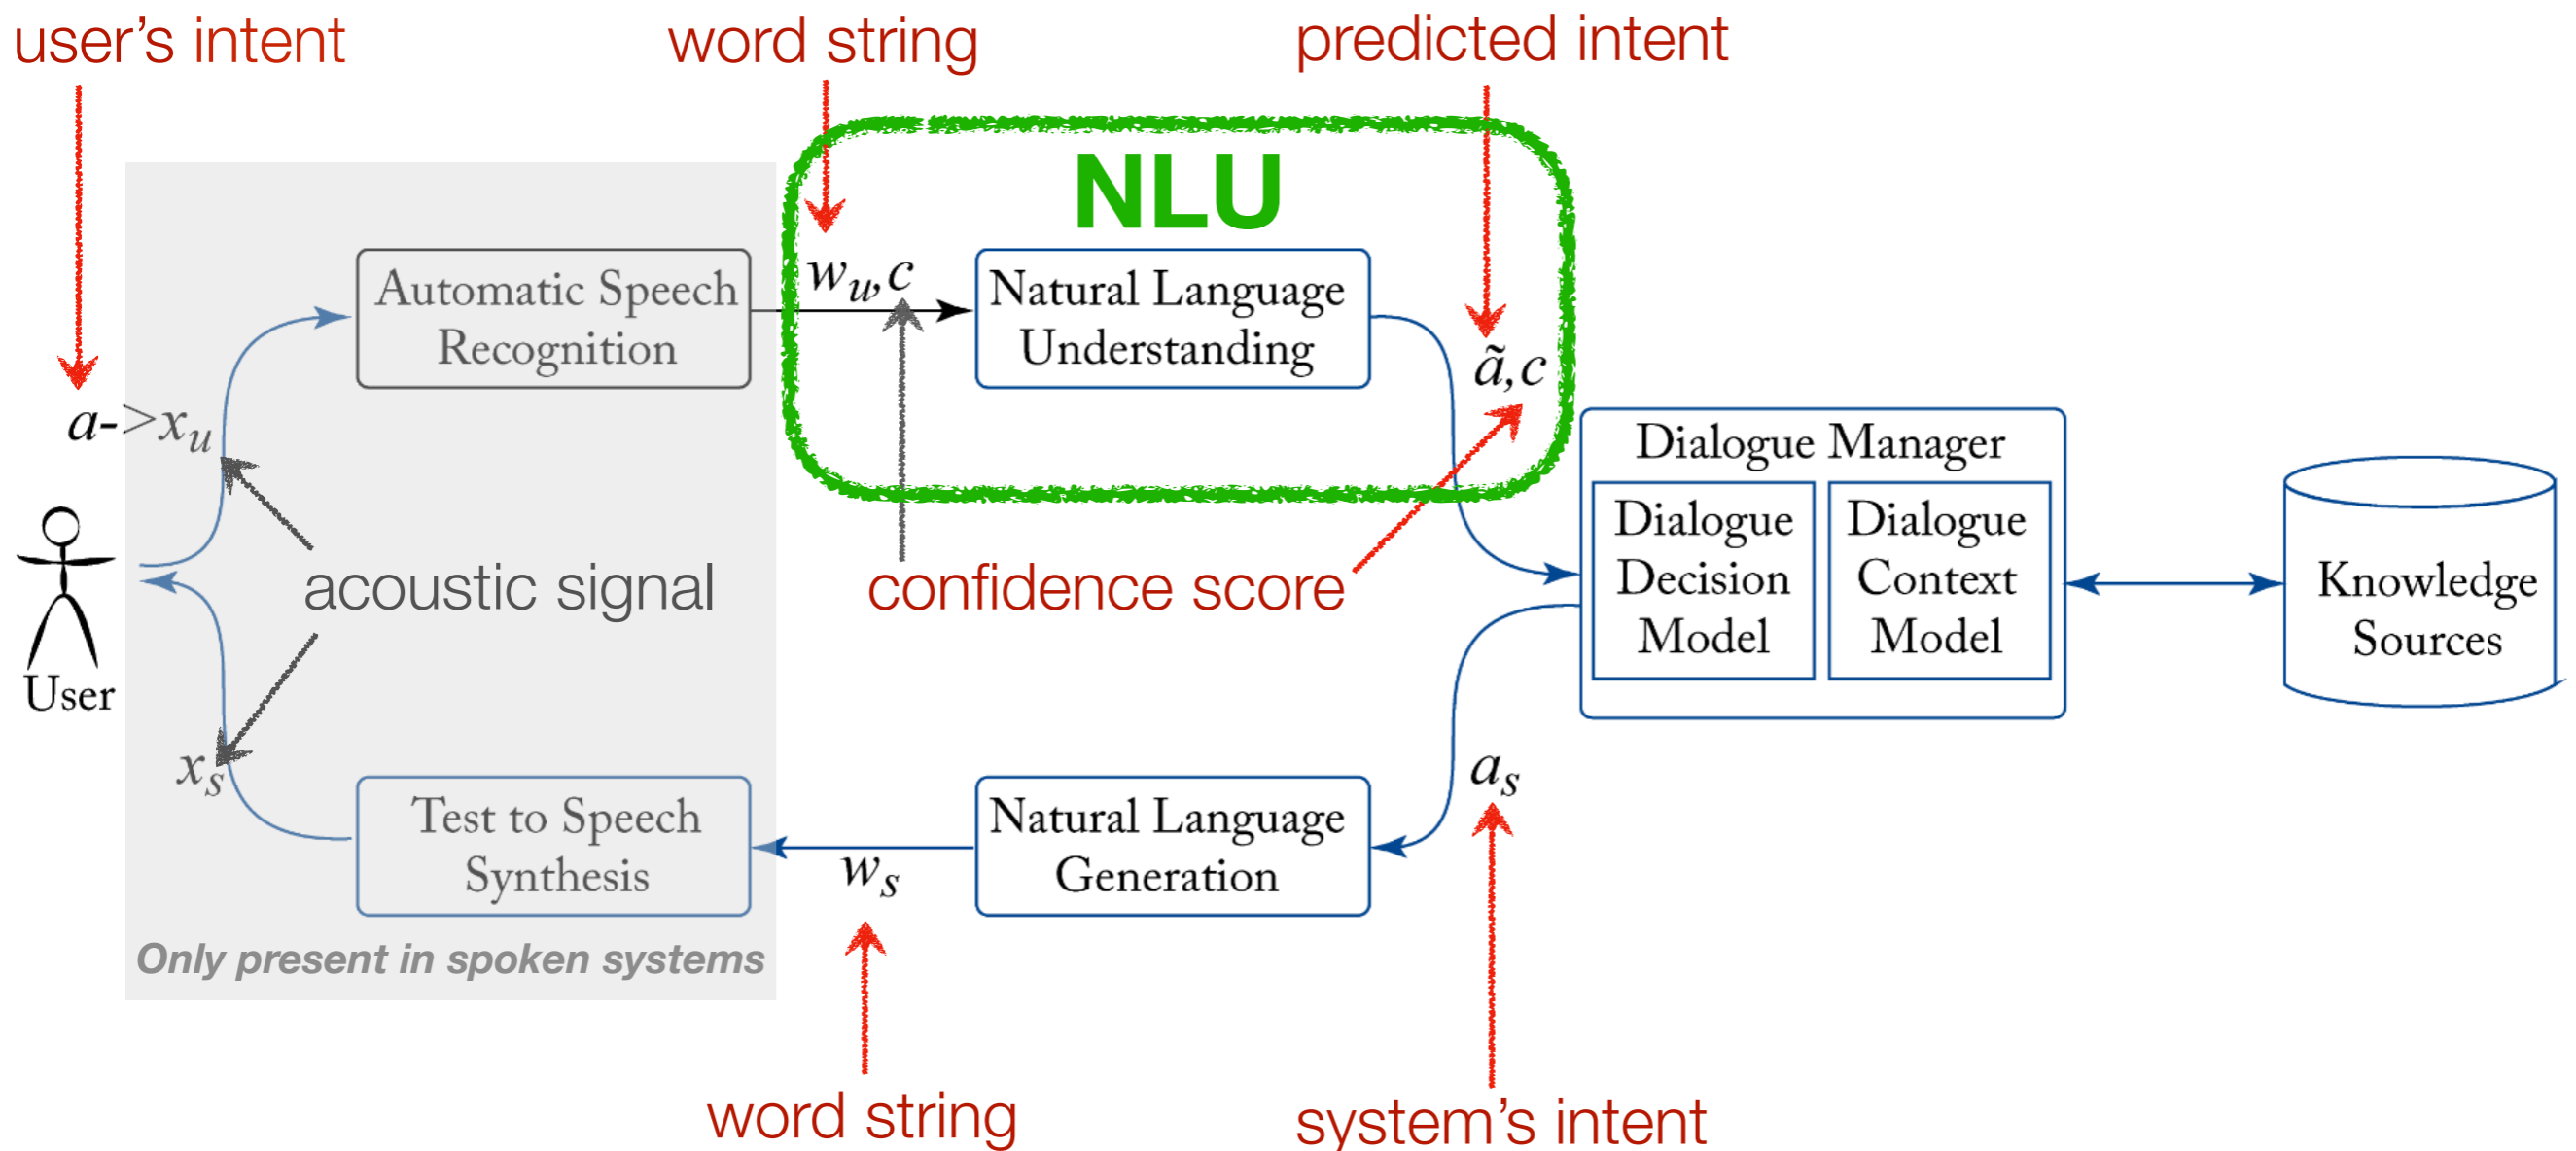 user's intent
word string
predicted intent
NLU
Automatic Speech
Recognition
w_u,c
Natural Language
Understanding
ã,c
a->x_u
Dialogue Manager
Dialogue
Decision
Model
Dialogue
Context
Model
Knowledge
Sources
acoustic signal
confidence score
User
x_s
Test to Speech
Synthesis
w_s
Natural Language
Generation
a_s
Only present in spoken systems
word string
system's intent